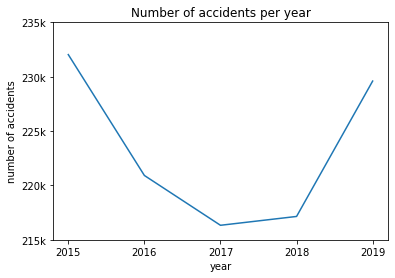 Number of accidents per year
235k
230k
225k
220k
215k
number of accidents
2015 2016 2017 2018 2019
year